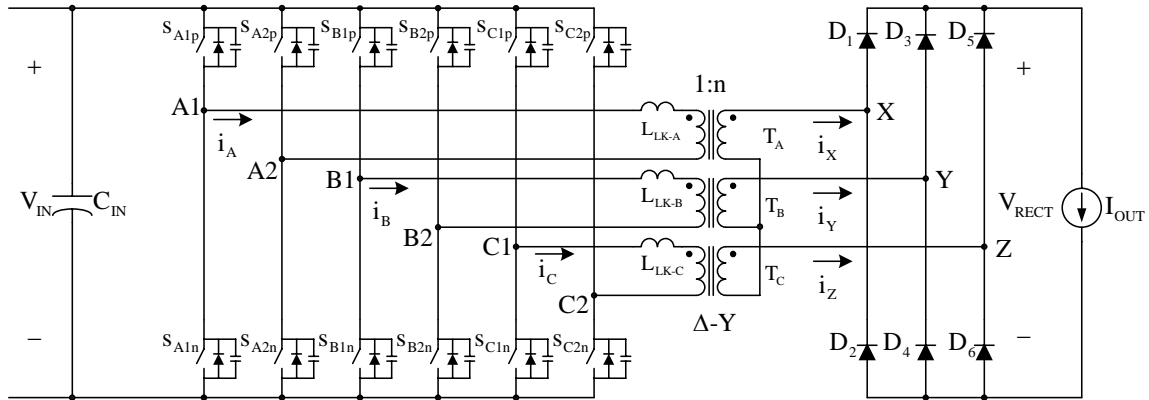 S_A1p S_A2p S_B1p S_B2p S_C1p S_C2p
D_1 D_3 D_5
+ +
1:n
A1 L_LK-A T_A X
i_A i_X
A2
B1 Y
V_IN C_IN i_B L_LK-B T_B i_Y V_RECT I_OUT
B2
C1 Z
i_C L_LK-C T_C i_Z
C2
Δ-Y
− −
S_A1n S_A2n S_B1n S_B2n S_C1n S_C2n
D_2 D_4 D_6